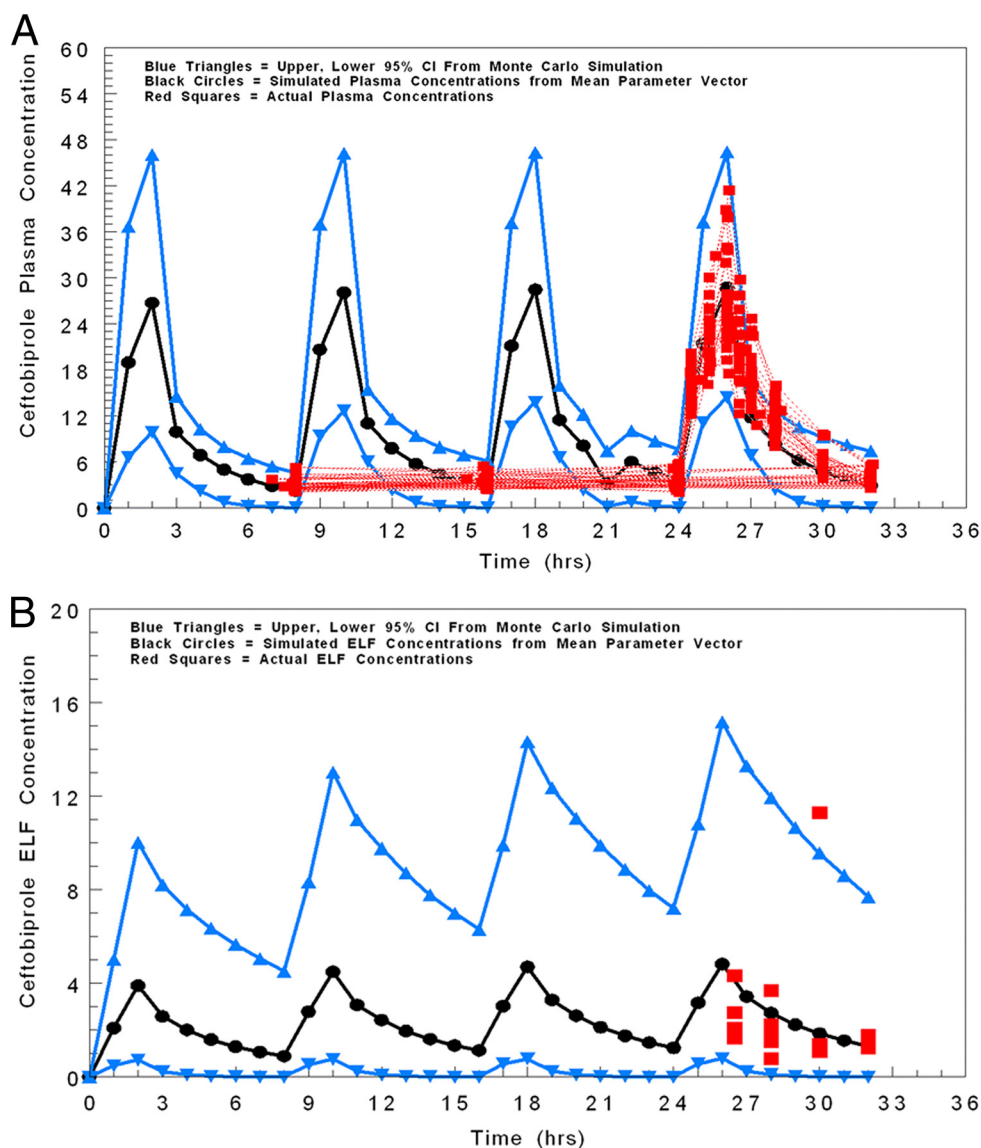 A
Ceftobiprole Plasma Concentration
60
54
48
42
36
30
24
18
12
6
0
Blue Triangles = Upper, Lower 95% CI From Monte Carlo Simulation
Black Circles = Simulated Plasma Concentrations from Mean Parameter Vector
Red Squares = Actual Plasma Concentrations
0 3 6 9 12 15 18 21 24 27 30 33 36
Time (hrs)
B
Ceftobiprole ELF Concentration
20
16
12
8
4
0
Blue Triangles = Upper, Lower 95% CI From Monte Carlo Simulation
Black Circles = Simulated ELF Concentrations from Mean Parameter Vector
Red Squares = Actual ELF Concentrations
0 3 6 9 12 15 18 21 24 27 30 33 36
Time (hrs)